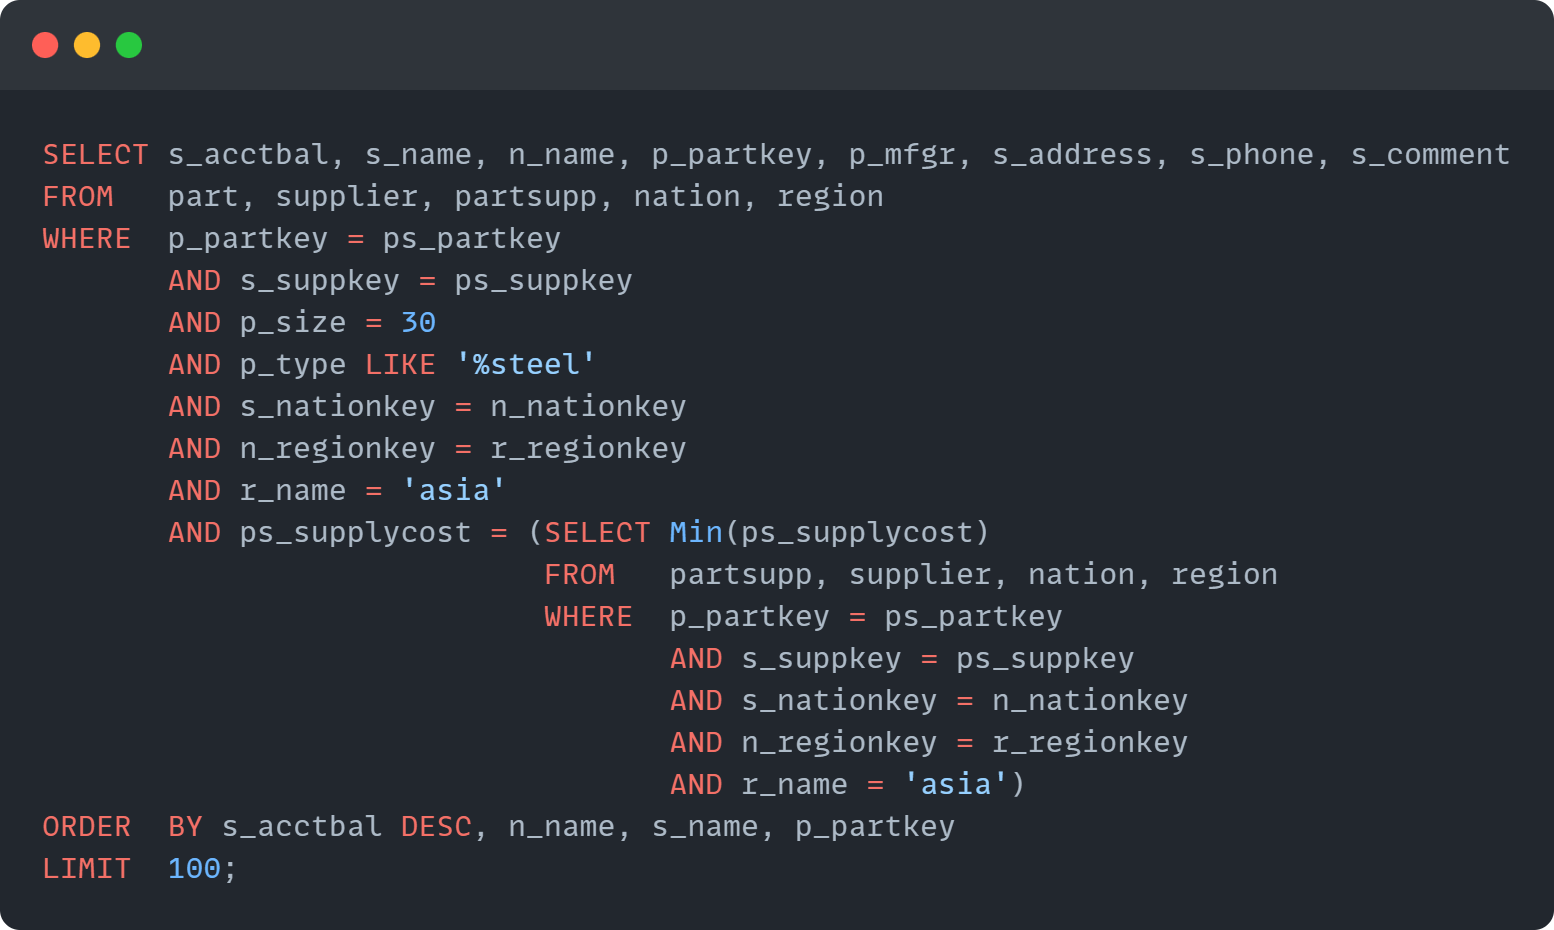 SELECT s_acctbal, s_name, n_name, p_partkey, p_mfgr, s_address, s_phone, s_comment
FROM   part, supplier, partsupp, nation, region
WHERE  p_partkey = ps_partkey
       AND s_suppkey = ps_suppkey
       AND p_size = 30
       AND p_type LIKE '%steel'
       AND s_nationkey = n_nationkey
       AND n_regionkey = r_regionkey
       AND r_name = 'asia'
       AND ps_supplycost = (SELECT Min(ps_supplycost)
                            FROM   partsupp, supplier, nation, region
                            WHERE  p_partkey = ps_partkey
                                   AND s_suppkey = ps_suppkey
                                   AND s_nationkey = n_nationkey
                                   AND n_regionkey = r_regionkey
                                   AND r_name = 'asia')
ORDER  BY s_acctbal DESC, n_name, s_name, p_partkey
LIMIT  100;